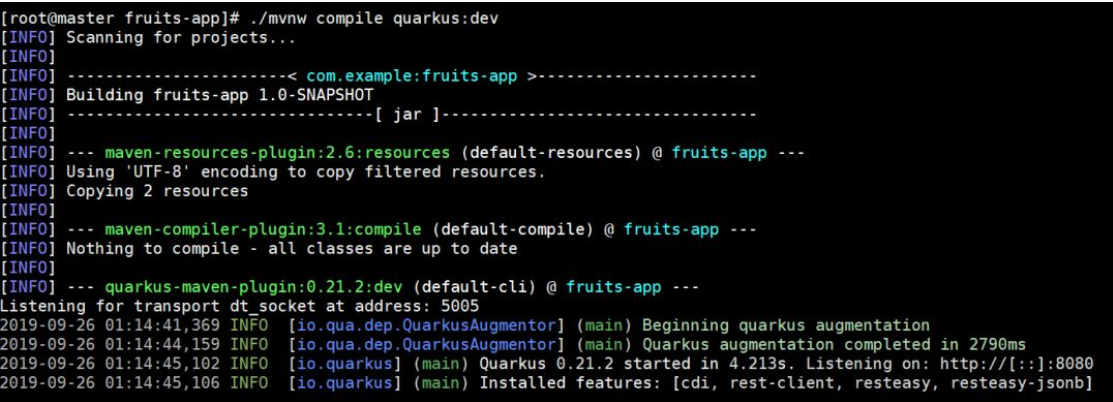 [root@master fruits-app]# ./mvnw compile quarkus:dev
[INFO] Scanning for projects...
[INFO]
[INFO] -----------------------< com.example:fruits-app >-----------------------
[INFO] Building fruits-app 1.0-SNAPSHOT
[INFO] --------------------------------[ jar ]---------------------------------
[INFO]
[INFO] --- maven-resources-plugin:2.6:resources (default-resources) @ fruits-app ---
[INFO] Using 'UTF-8' encoding to copy filtered resources.
[INFO] Copying 2 resources
[INFO]
[INFO] --- maven-compiler-plugin:3.1:compile (default-compile) @ fruits-app ---
[INFO] Nothing to compile - all classes are up to date
[INFO]
[INFO] --- quarkus-maven-plugin:0.21.2:dev (default-cli) @ fruits-app ---
Listening for transport dt_socket at address: 5005
2019-09-26 01:14:41,369 INFO  [io.qua.dep.QuarkusAugmentor] (main) Beginning quarkus augmentation
2019-09-26 01:14:44,159 INFO  [io.qua.dep.QuarkusAugmentor] (main) Quarkus augmentation completed in 2790ms
2019-09-26 01:14:45,102 INFO  [io.quarkus] (main) Quarkus 0.21.2 started in 4.213s. Listening on: http://[::]:8080
2019-09-26 01:14:45,106 INFO  [io.quarkus] (main) Installed features: [cdi, rest-client, resteasy, resteasy-jsonb]